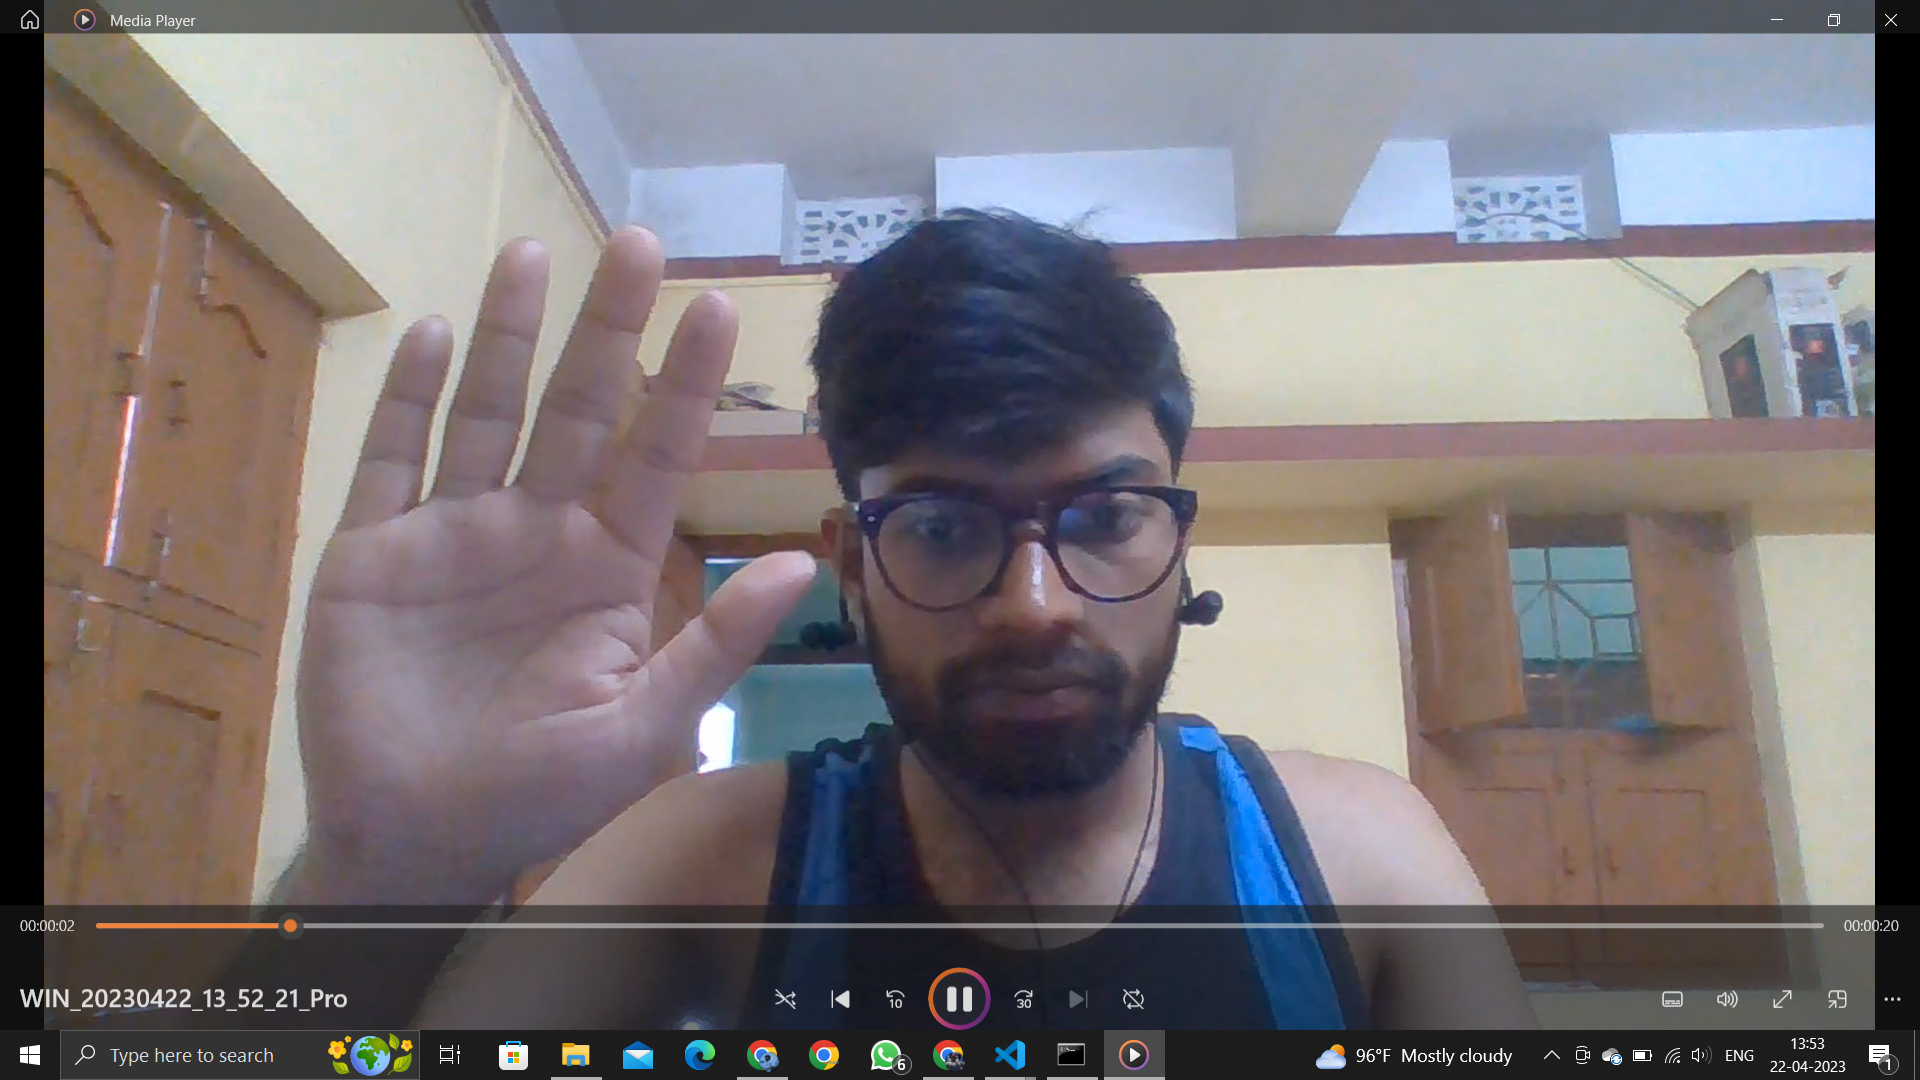 Media Player
00:00:02
00:00:20
WIN_20230422_13_52_21_Pro
10
30
Type here to search
6
96°F Mostly cloudy
ENG
13:53
22-04-2023
1